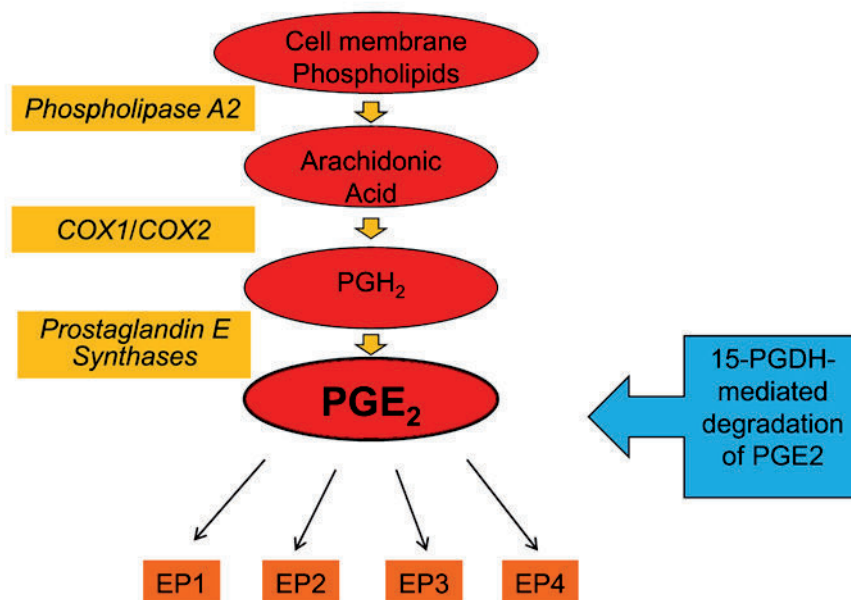 Cell membrane
Phospholipids
Phospholipase A2
Arachidonic
Acid
COX1/COX2
PGH₂
Prostaglandin E
Synthases
PGE₂
15-PGDH-
mediated
degradation
of PGE2
EP1
EP2
EP3
EP4